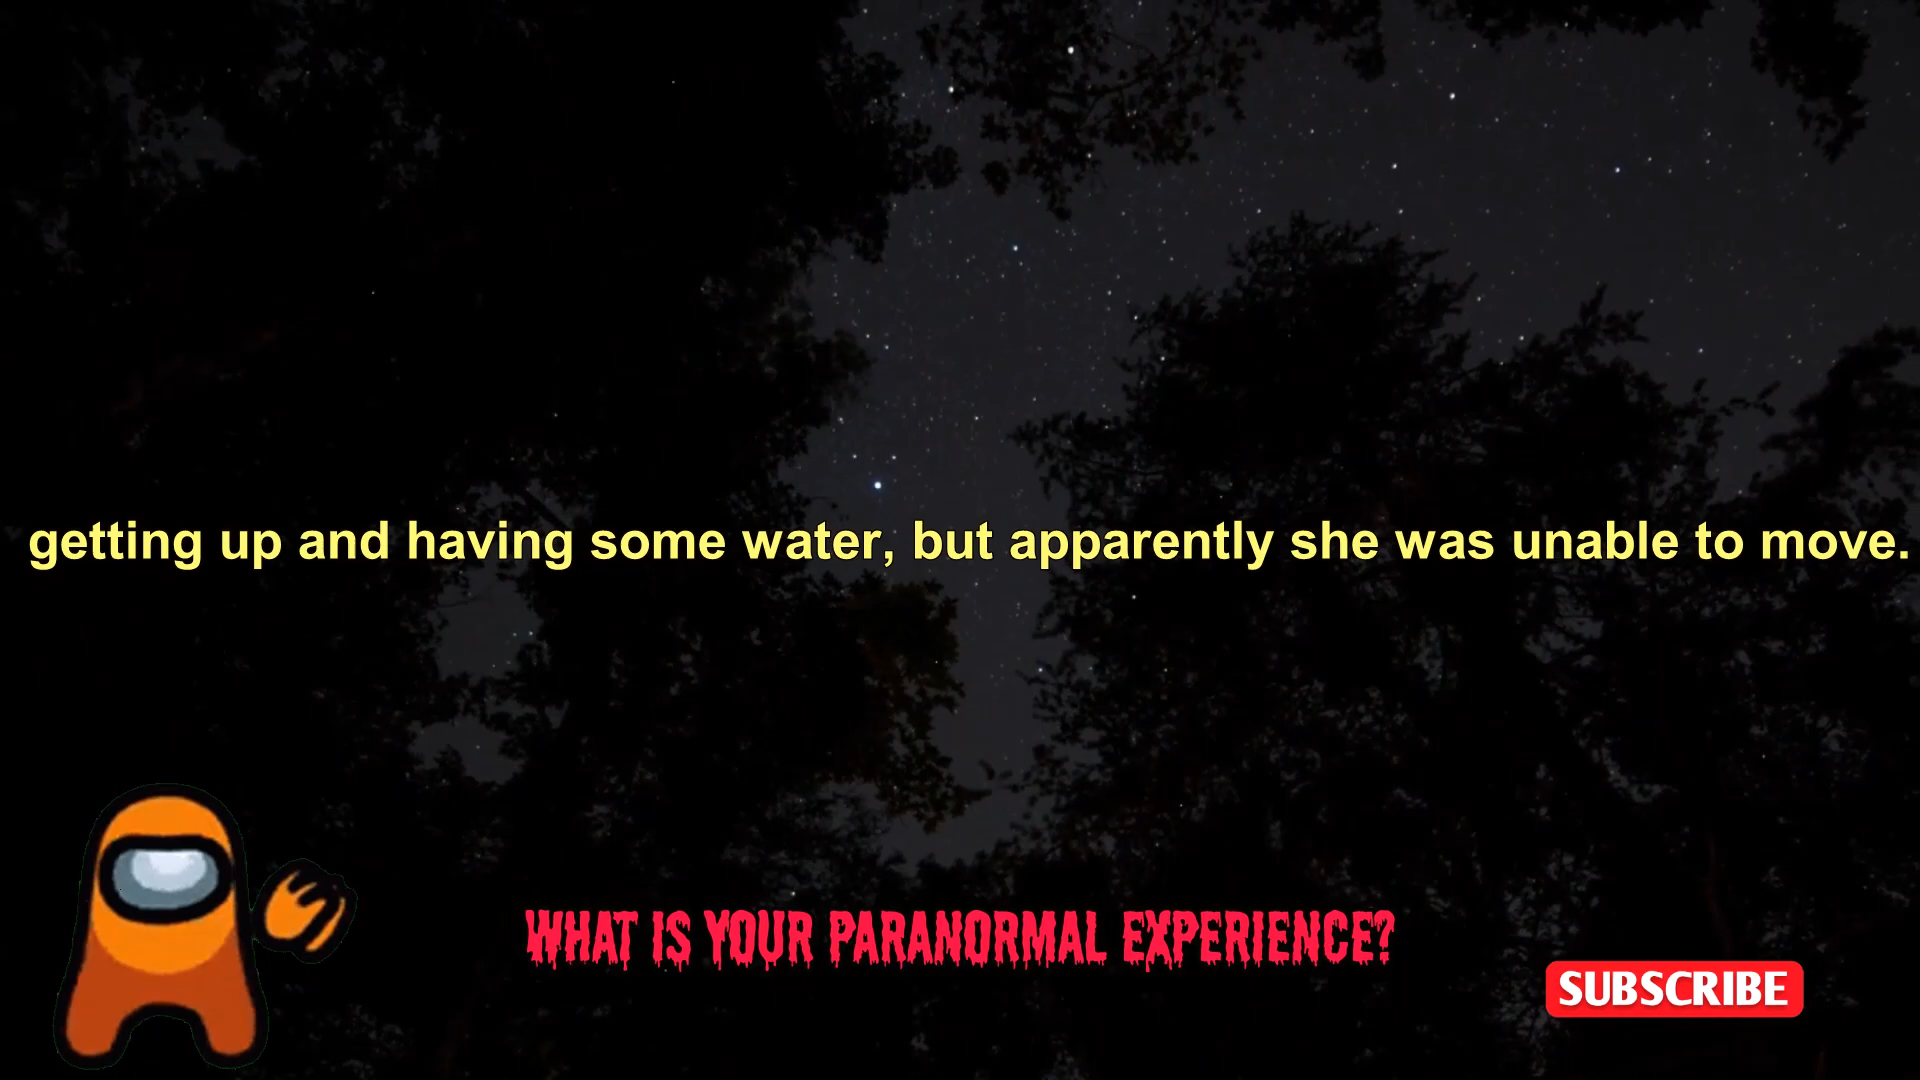 getting up and having some water, but apparently she was unable to move.
WHAT IS YOUR PARANORMAL EXPERIENCE?
SUBSCRIBE